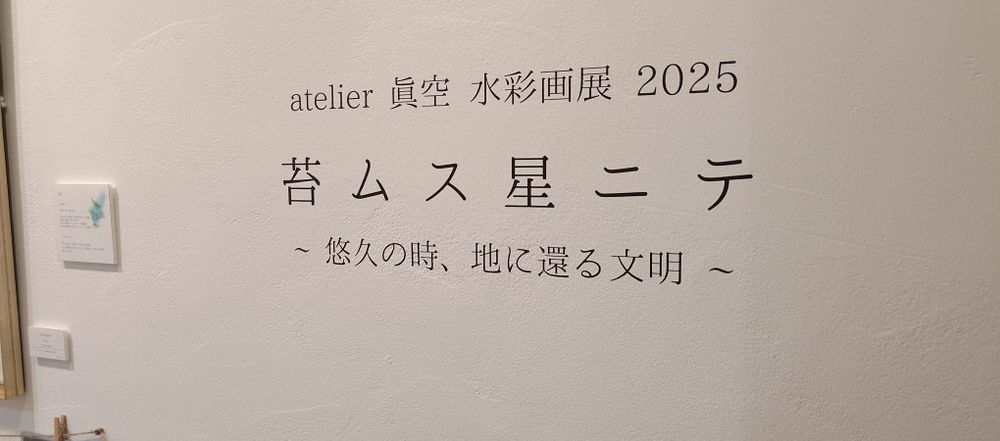 atelier 眞空 水彩画展 2025
苔ムス星ニテ
~ 悠久の時、地に還る文明 ~